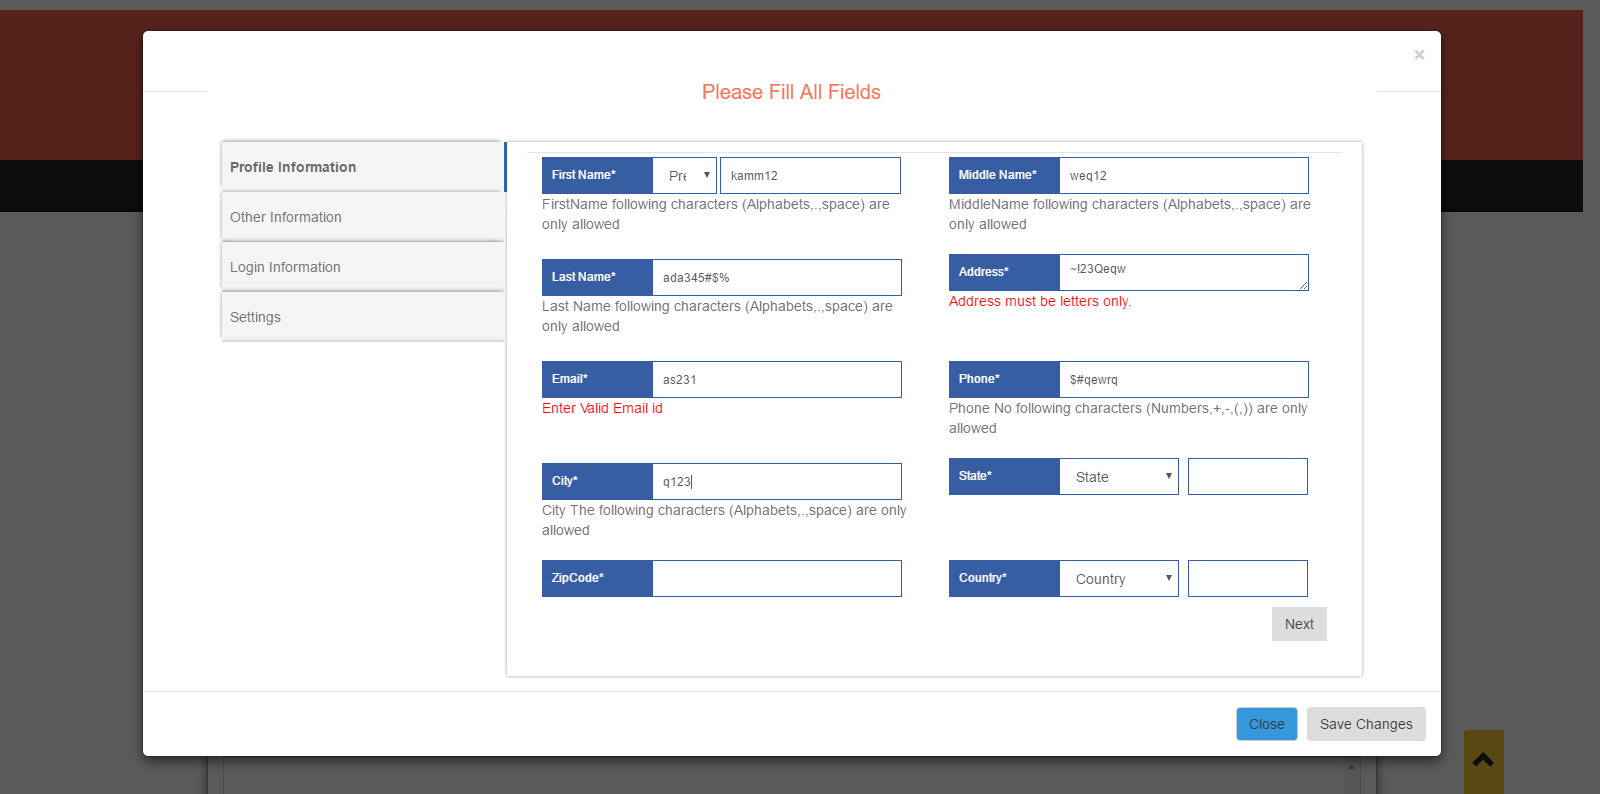 ×
Please Fill All Fields
Profile Information
Other Information
Login Information
Settings
First Name*
Pre
kamm12
FirstName following characters (Alphabets,.,space) are
only allowed
Middle Name*
weq12
MiddleName following characters (Alphabets,.,space) are
only allowed
Last Name*
ada345#$%
Last Name following characters (Alphabets,.,space) are
only allowed
Address*
~!23Qeqw
Address must be letters only.
Email*
as231
Enter Valid Email id
Phone*
$#qewrq
Phone No following characters (Numbers,+,-,(,)) are only
allowed
City*
q123
City The following characters (Alphabets,.,space) are only
allowed
State*
State
ZipCode*
Country*
Country
Next
Close
Save Changes